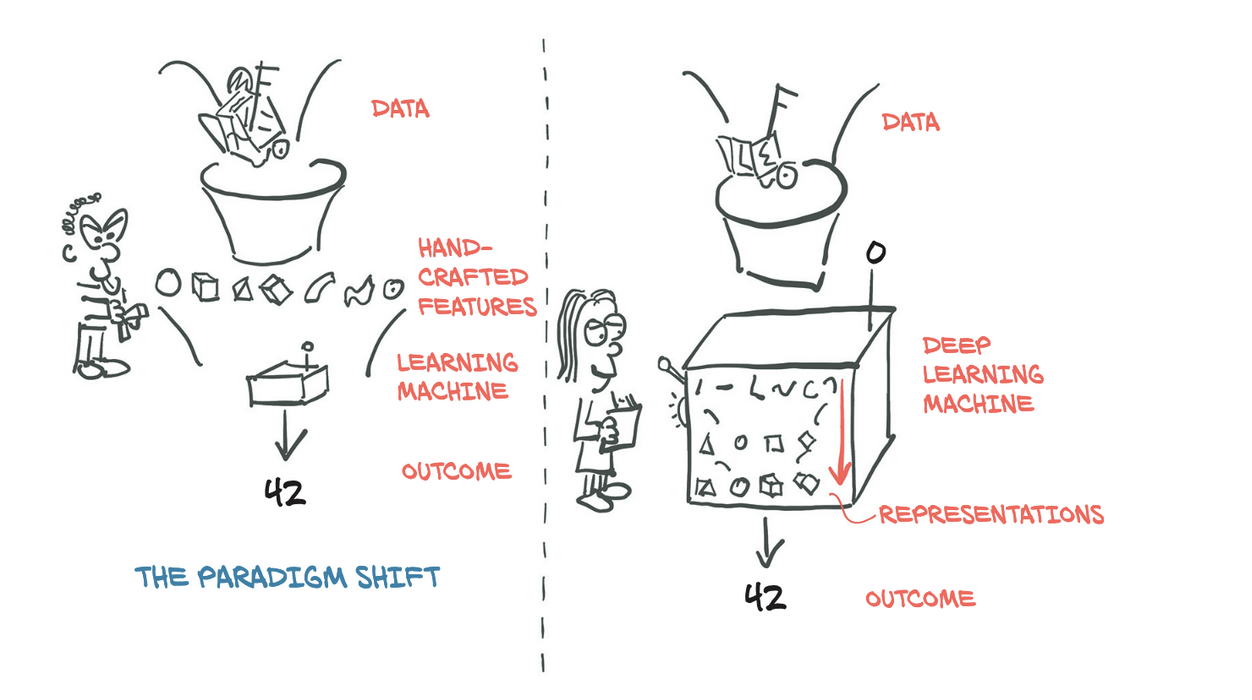 DATA
HAND-
CRAFTED
FEATURES
LEARNING
MACHINE
OUTCOME
42
THE PARADIGM SHIFT
DATA
DEEP
LEARNING
MACHINE
REPRESENTATIONS
42
OUTCOME